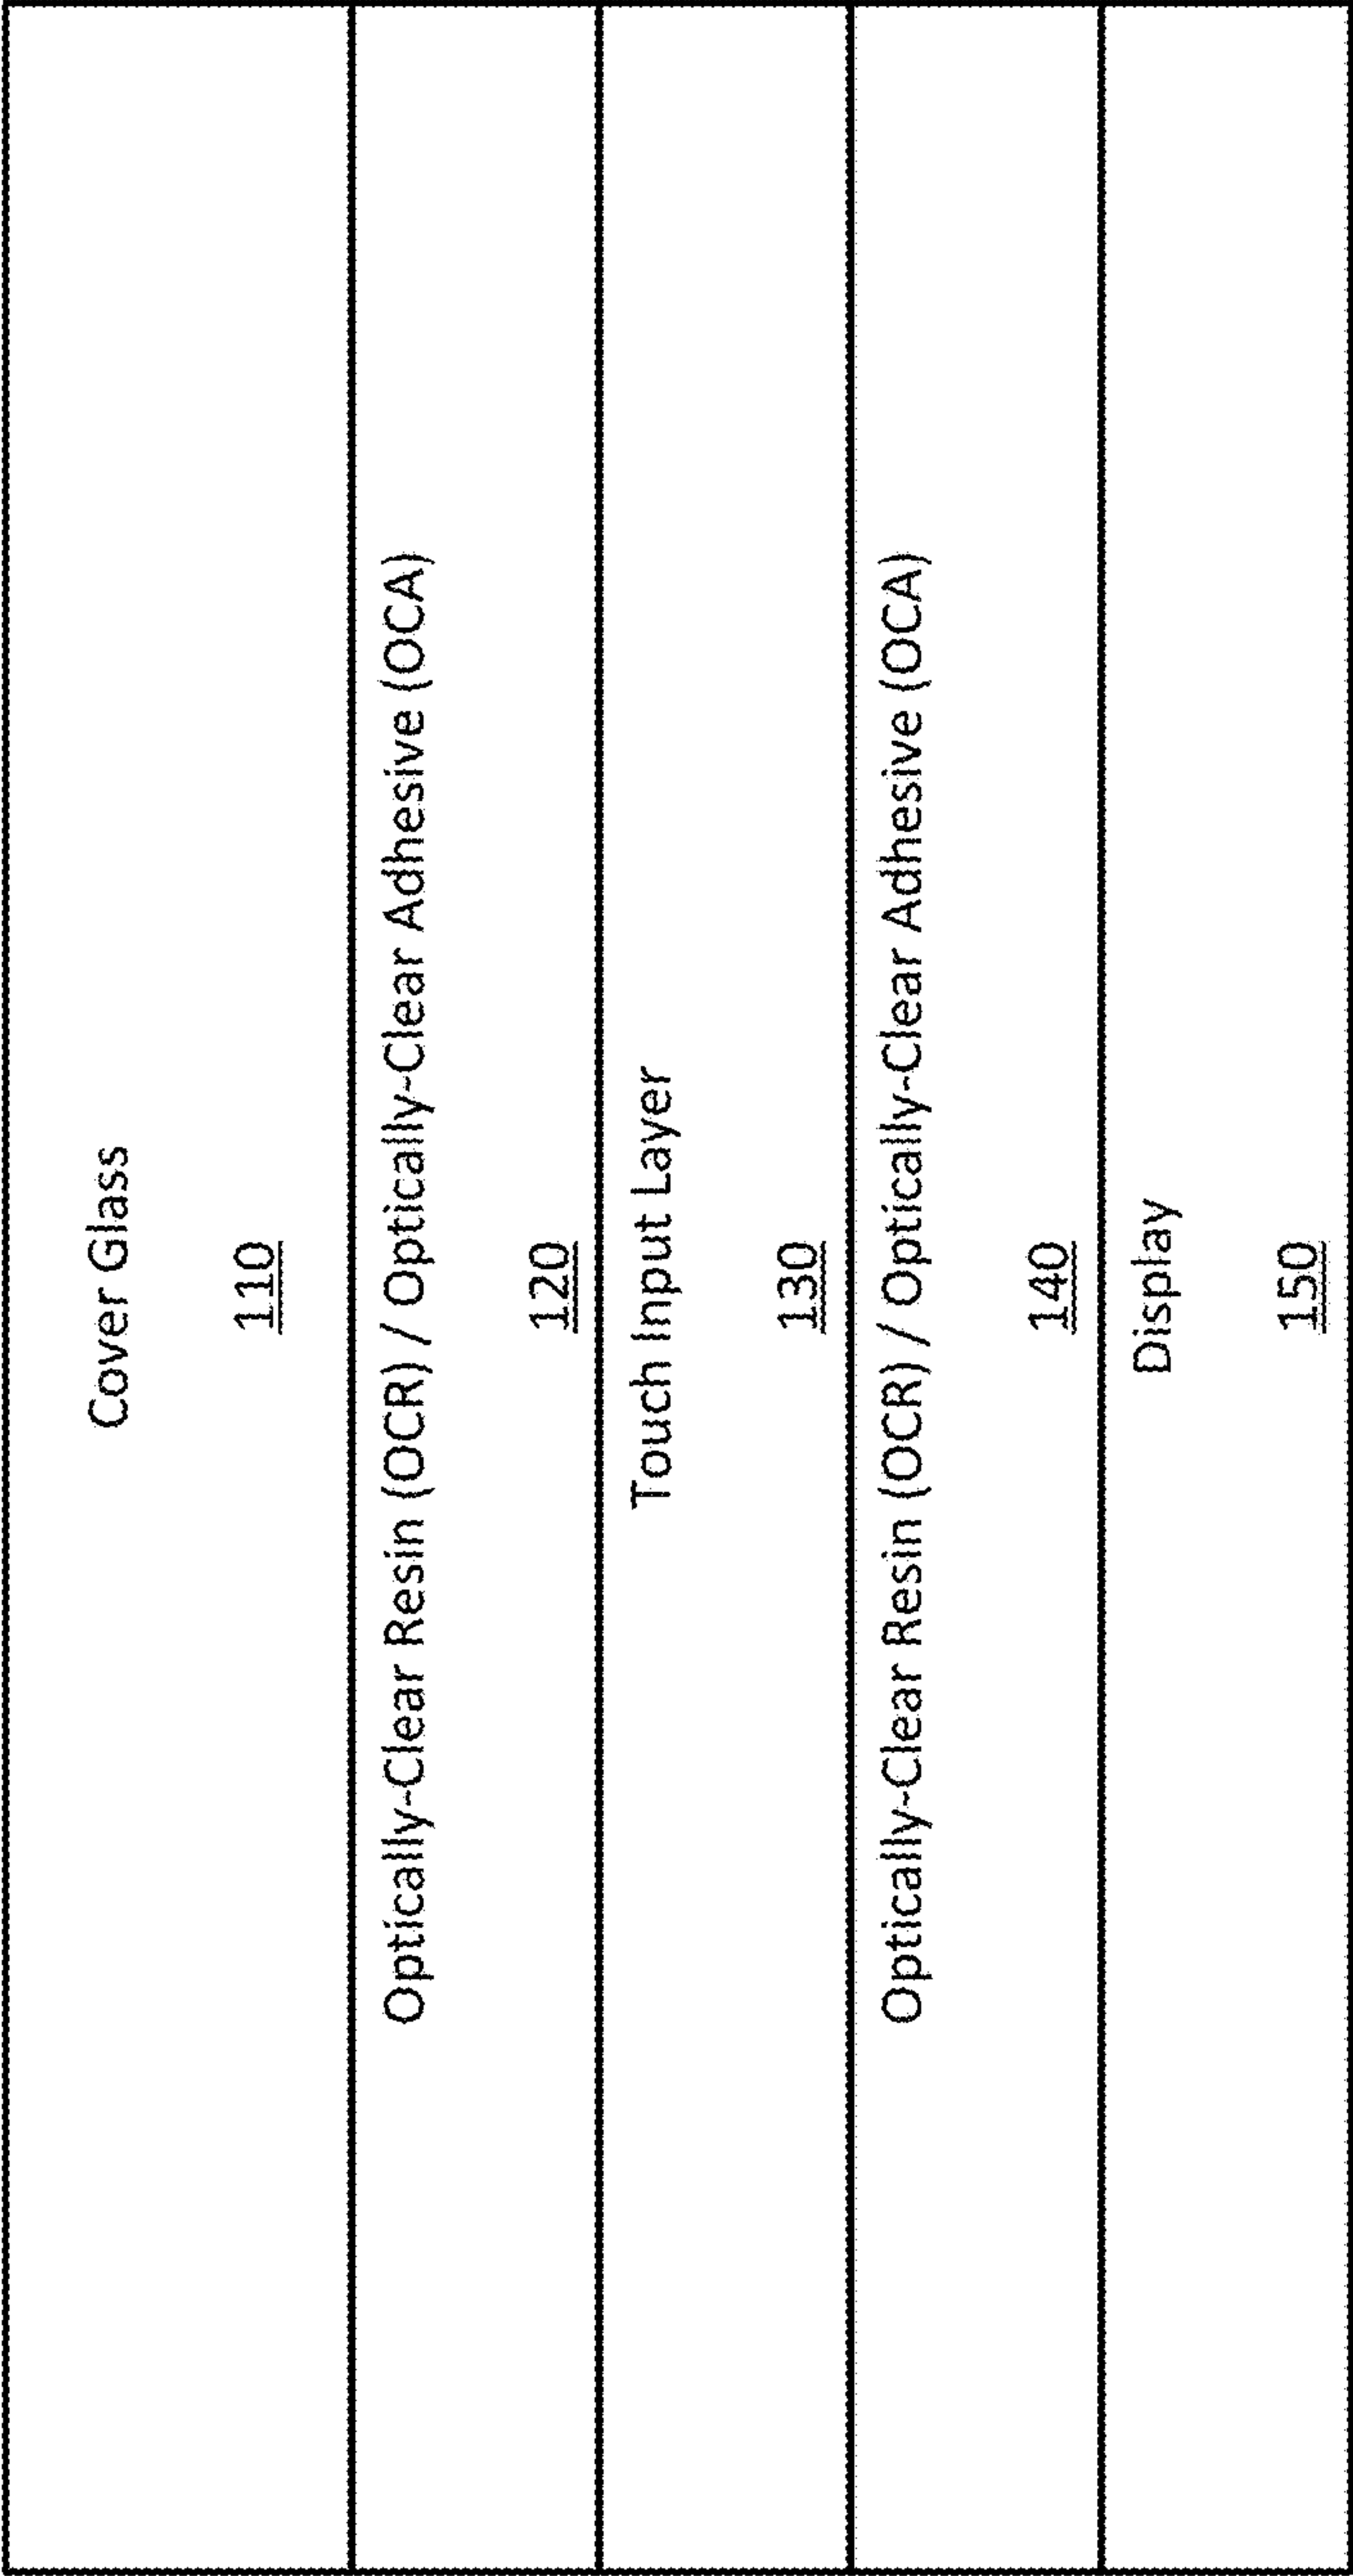 Cover Glass
110
Optically-Clear Resin (OCR) / Optically-Clear Adhesive (OCA)
120
Touch Input Layer
130
Optically-Clear Resin (OCR) / Optically-Clear Adhesive (OCA)
140
Display
150